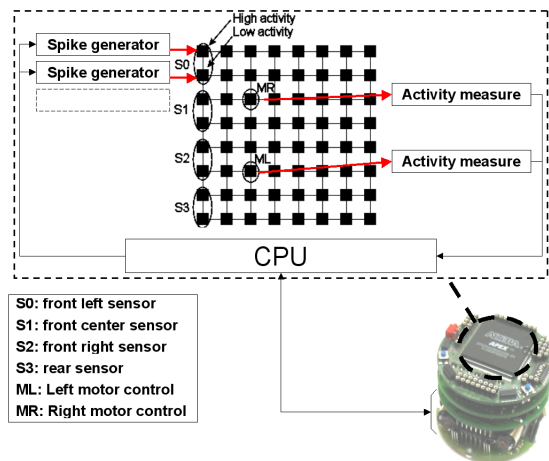 High activity
Low activity
Spike generator
Spike generator
S0
MR
Activity measure
S1
ML
Activity measure
S2
S3
CPU
S0: front left sensor
S1: front center sensor
S2: front right sensor
S3: rear sensor
ML: Left motor control
MR: Right motor control
APEX